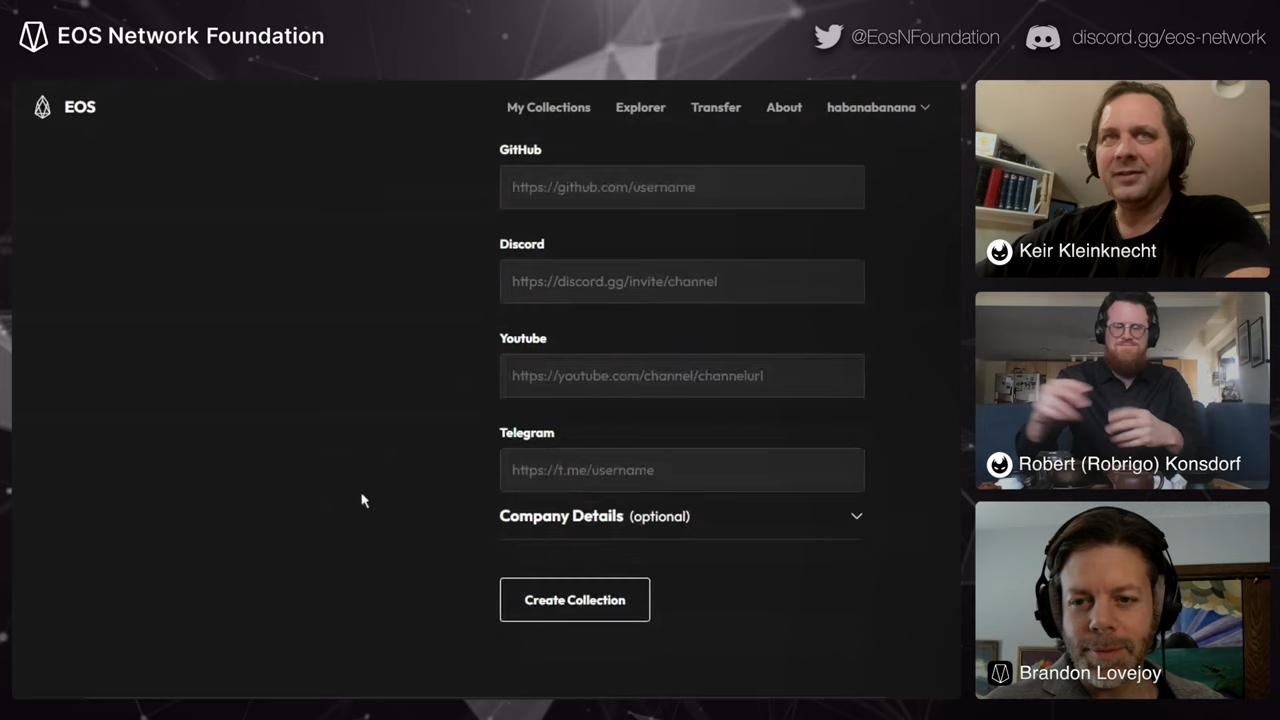 EOS Network Foundation
@EosNFoundation
discord.gg/eos-network
EOS
My Collections
Explorer
Transfer
About
habanabanana
GitHub
https://github.com/username
Discord
https://discord.gg/invite/channel
Youtube
https://youtube.com/channel/channelurl
Telegram
https://t.me/username
Company Details (optional)
Create Collection
Keir Kleinknecht
Robert (Robrigo) Konsdorf
Brandon Lovejoy